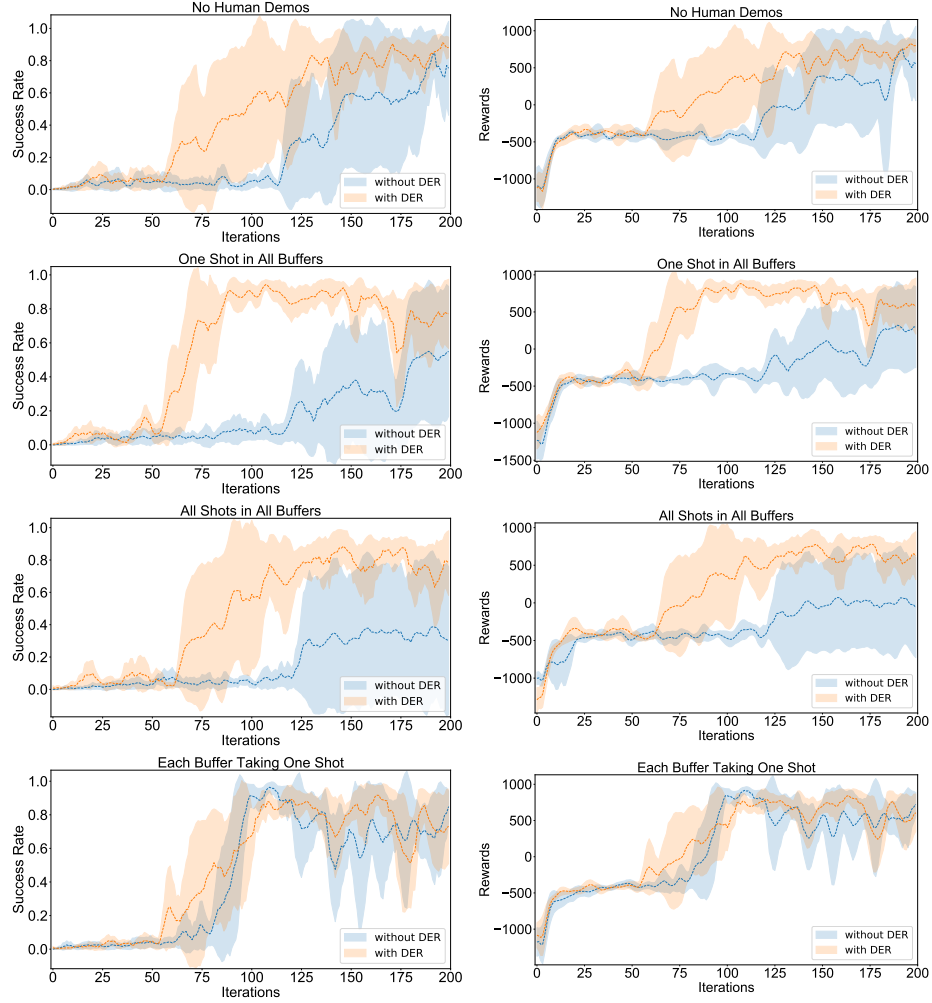 No Human Demos
1.0
0.8
0.6
0.4
0.2
0.0
Success Rate
0 25 50 75 100 125 150 175 200
Iterations
without DER
with DER
No Human Demos
1000
500
0
−500
−1000
Rewards
0 25 50 75 100 125 150 175 200
Iterations
without DER
with DER
One Shot in All Buffers
1.0
0.8
0.6
0.4
0.2
0.0
Success Rate
0 25 50 75 100 125 150 175 200
Iterations
without DER
with DER
One Shot in All Buffers
1000
500
0
−500
−1000
−1500
Rewards
0 25 50 75 100 125 150 175 200
Iterations
without DER
with DER
All Shots in All Buffers
1.0
0.8
0.6
0.4
0.2
0.0
Success Rate
0 25 50 75 100 125 150 175 200
Iterations
without DER
with DER
All Shots in All Buffers
1000
500
0
−500
−1000
Rewards
0 25 50 75 100 125 150 175 200
Iterations
without DER
with DER
Each Buffer Taking One Shot
1.0
0.8
0.6
0.4
0.2
0.0
Success Rate
0 25 50 75 100 125 150 175 200
Iterations
without DER
with DER
Each Buffer Taking One Shot
1000
500
0
−500
−1000
Rewards
0 25 50 75 100 125 150 175 200
Iterations
without DER
with DER